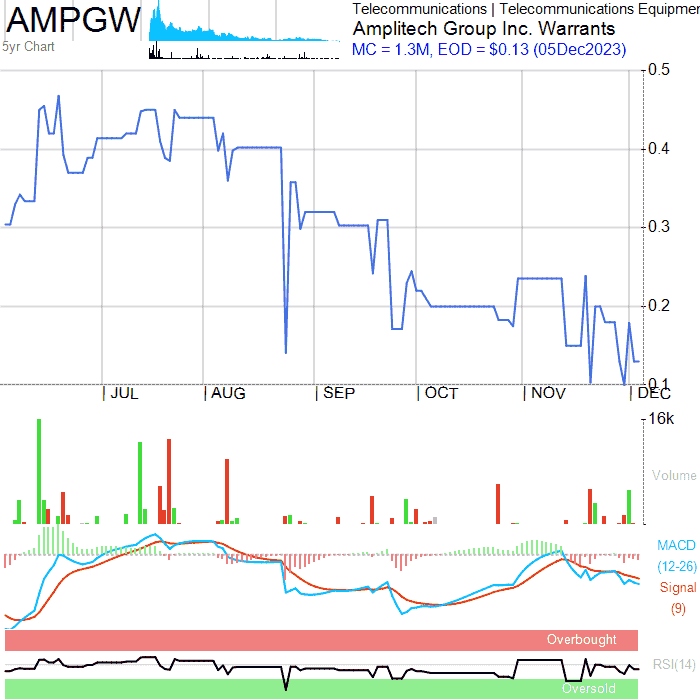 AMPGW
5yr Chart
Telecommunications | Telecommunications Equipmen
Amplitech Group Inc. Warrants
MC = 1.3M, EOD = $0.13 (05Dec2023)
0.5
0.4
0.3
0.2
0.1
JUL
AUG
SEP
OCT
NOV
DEC
16k
Volume
MACD
(12-26)
Signal
(9)
Overbought
RSI(14)
Oversold